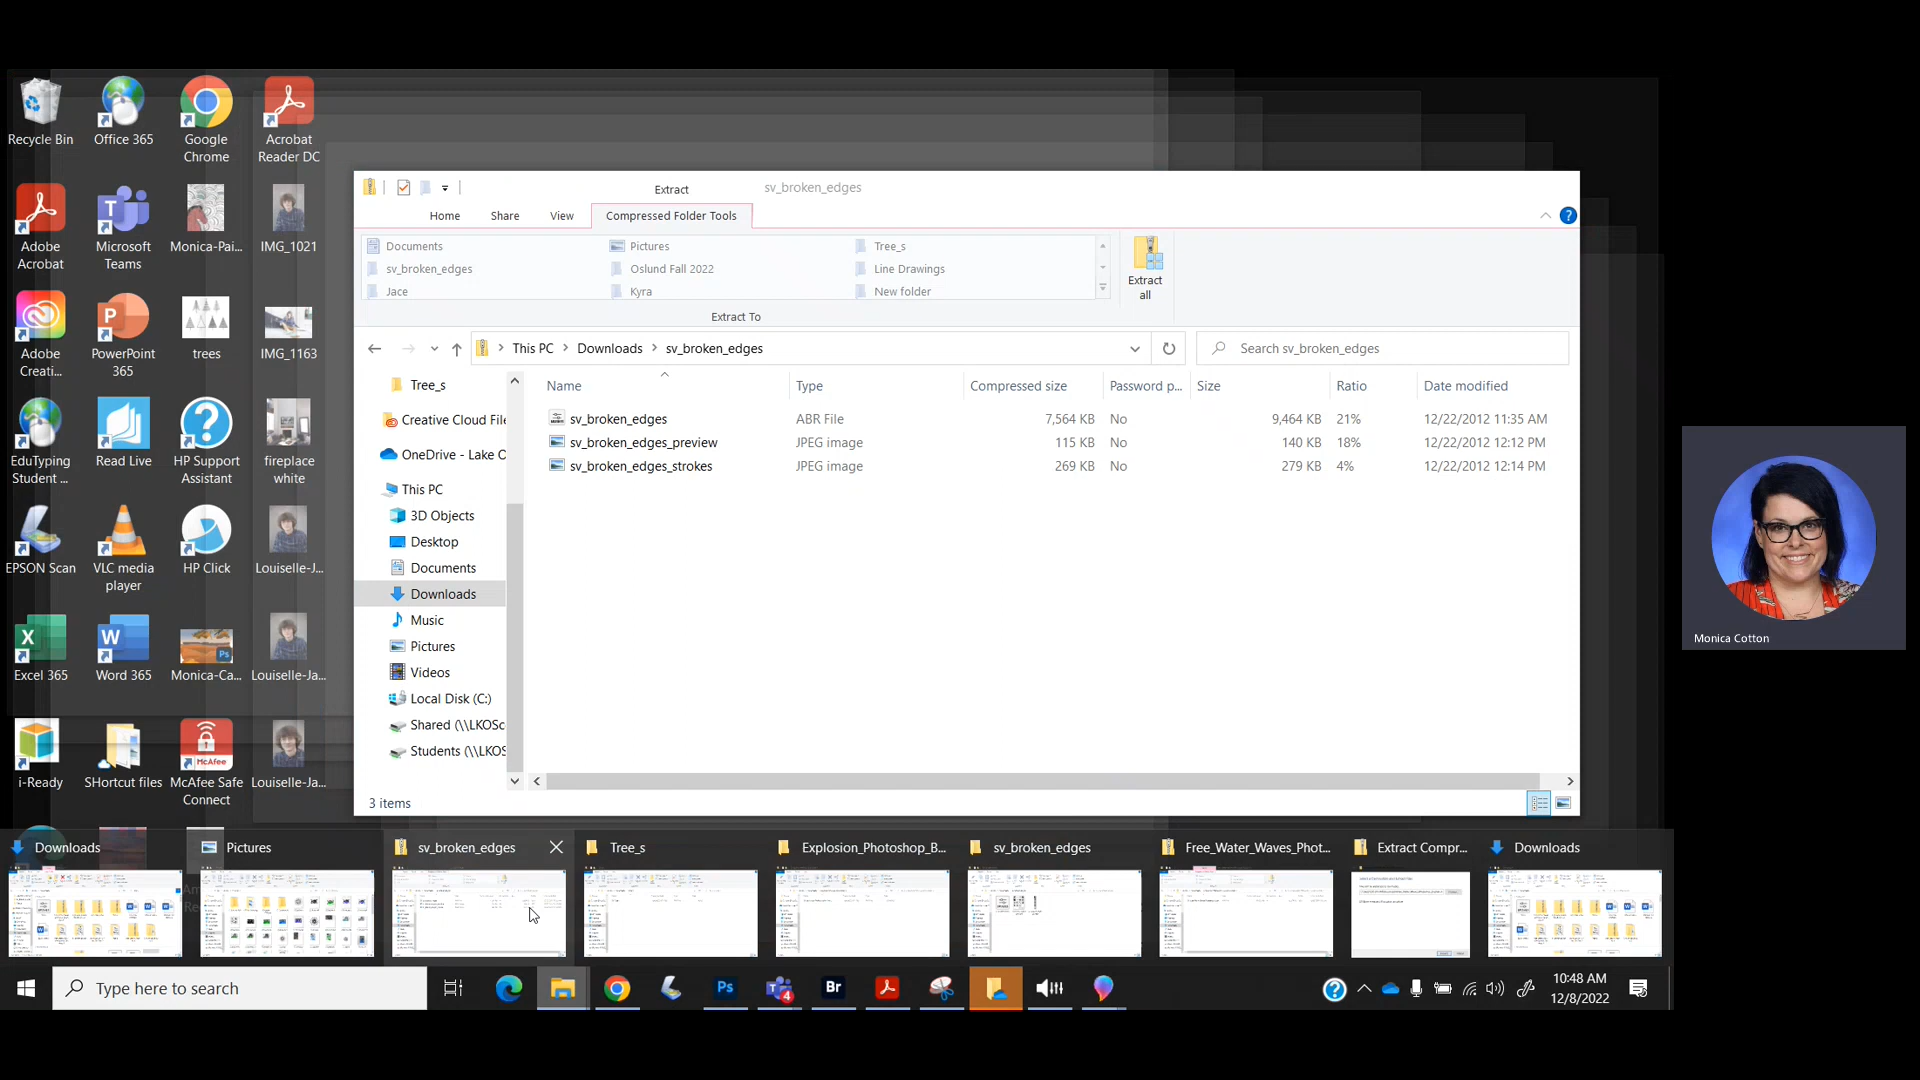 Recycle Bin
Office 365
Google
Chrome
Acrobat
Reader DC
Adobe
Acrobat
Microsoft
Teams
Monica-Pai...
IMG_1021
Adobe
Creati...
PowerPoint
365
trees
IMG_1163
EduTyping
Student ...
Read Live
HP Support
Assistant
fireplace
white
EPSON Scan
VLC media
player
HP Click
Louiselle-J...
Excel 365
Word 365
Monica-Ca...
Louiselle-Ja...
i-Ready
SHortcut files
McAfee Safe
Connect
Louiselle-Ja...
Extract
sv_broken_edges
Home
Share
View
Compressed Folder Tools
Documents
Pictures
Tree_s
sv_broken_edges
Oslund Fall 2022
Line Drawings
Jace
Kyra
New folder
Extract
all
Extract To
This PC
Downloads
sv_broken_edges
Search sv_broken_edges
Name
Type
Compressed size
Password p...
Size
Ratio
Date modified
sv_broken_edges ABR File 7,564 KB No 9,464 KB 21% 12/22/2012 11:35 AM
sv_broken_edges_preview JPEG image 115 KB No 140 KB 18% 12/22/2012 12:12 PM
sv_broken_edges_strokes JPEG image 269 KB No 279 KB 4% 12/22/2012 12:14 PM
Tree_s
Creative Cloud File
OneDrive - Lake O
This PC
3D Objects
Desktop
Documents
Downloads
Music
Pictures
Videos
Local Disk (C:)
Shared (\\LKOSc
Students (\\LKOS
3 items
Monica Cotton
Downloads
Pictures
sv_broken_edges
Tree_s
Explosion_Photoshop_B...
sv_broken_edges
Free_Water_Waves_Phot...
Extract Compr...
Downloads
Type here to search
Ps
4
Br
10:48 AM
12/8/2022